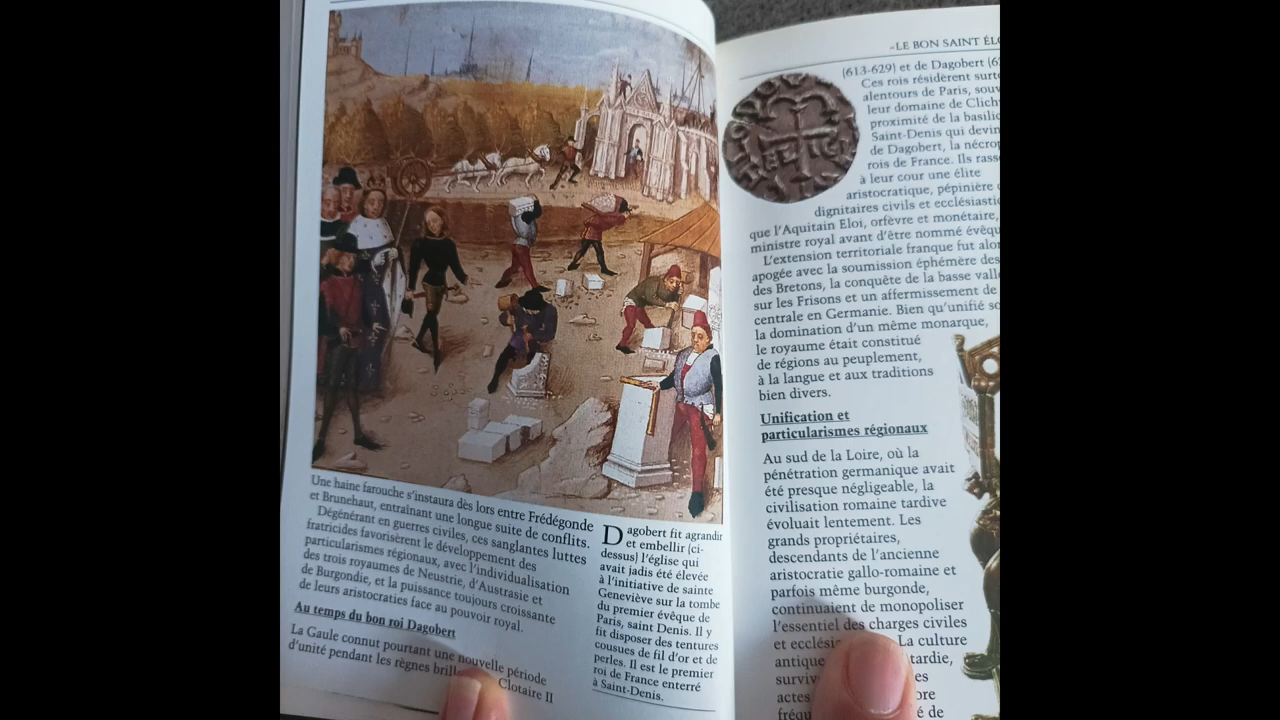 Une haine farouche s'instaura dès lors entre Frédégonde
et Brunehaut, entraînant une longue suite de conflits.
Dégénérant en guerres civiles, ces sanglantes luttes
fratricides favorisèrent le développement des
particularismes régionaux, avec l'individualisation
des trois royaumes de Neustrie, d'Austrasie et
de Burgondie, et la puissance toujours croissante
de leurs aristocraties face au pouvoir royal.
Au temps du bon roi Dagobert
La Gaule connut pourtant une nouvelle période
d'unité pendant les règnes Clotaire II
Dagobert fit agrandir
et embellir (ci-
dessus) l'église qui
avait jadis été élevée
à l'initiative de sainte
Geneviève sur la tombe
du premier évêque de
Paris, saint Denis. Il y
fit disposer des tentures
cousues de fil d'or et de
perles. Il est le premier
roi de France enterré
à Saint-Denis.
«LE BON SAINT
(613-629) et de Dagobert
Ces rois résidèrent
alentours de Paris,
leur domaine de
proximité de la
Saint-Denis qui
de Dagobert, la
rois de France. Ils
à leur cour une élite
aristocratique, pépinière
dignitaires civils et
que l'Aquitain Eloi, orfèvre et monétaire,
ministre royal avant d'être nommé
L'extension territoriale franque fut
apogée avec la soumission éphémère des
des Bretons, la conquête de la basse
sur les Frisons et un affermissement de
centrale en Germanie. Bien qu'unifié
la domination d'un même monarque,
le royaume était constitué
de régions au peuplement,
à la langue et aux traditions
bien divers.
Unification et
particularismes régionaux
Au sud de la Loire, où la
pénétration germanique avait
été presque négligeable, la
civilisation romaine tardive
évoluait lentement. Les
grands propriétaires,
descendants de l'ancienne
aristocratie gallo-romaine et
parfois même burgonde,
continuaient de monopoliser
l'essentiel des charges civiles
et La culture
antique
actes
de